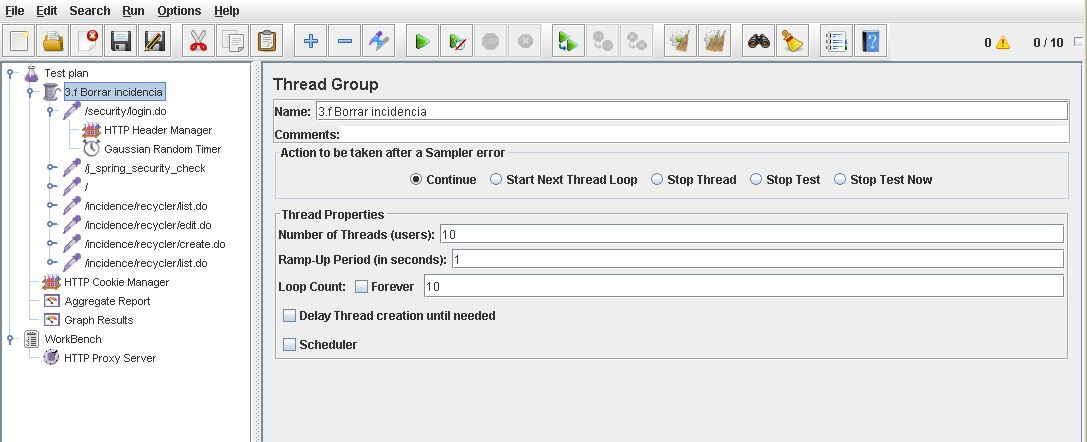 File Edit Search Run Options Help
0 0 / 10
Test plan
3.f Borrar incidencia
/security/login.do
HTTP Header Manager
Gaussian Random Timer
/j_spring_security_check
/
/incidence/recycler/list.do
/incidence/recycler/edit.do
/incidence/recycler/create.do
/incidence/recycler/list.do
HTTP Cookie Manager
Aggregate Report
Graph Results
WorkBench
HTTP Proxy Server
Thread Group
Name: 3.f Borrar incidencia
Comments:
Action to be taken after a Sampler error
Continue Start Next Thread Loop Stop Thread Stop Test Stop Test Now
Thread Properties
Number of Threads (users): 10
Ramp-Up Period (in seconds): 1
Loop Count: Forever 10
Delay Thread creation until needed
Scheduler